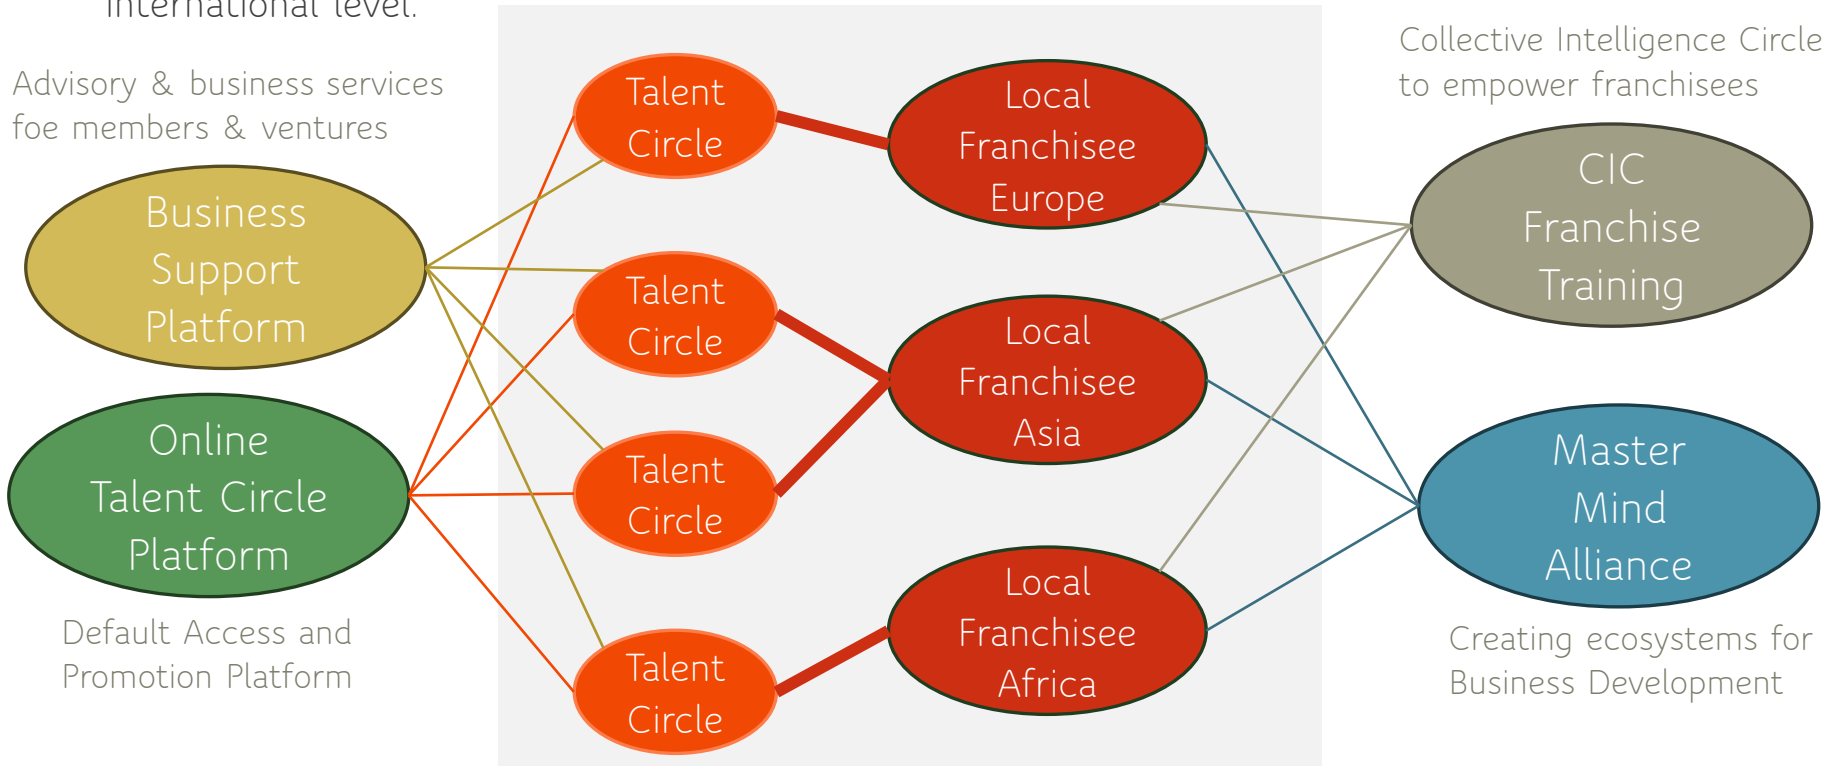 international level.
Advisory & business services
foe members & ventures
Business
Support
Platform
Online
Talent Circle
Platform
Default Access and
Promotion Platform
Talent
Circle
Talent
Circle
Talent
Circle
Talent
Circle
Local
Franchisee
Europe
Local
Franchisee
Asia
Local
Franchisee
Africa
Collective Intelligence Circle
to empower franchisees
CIC
Franchise
Training
Master
Mind
Alliance
Creating ecosystems for
Business Development